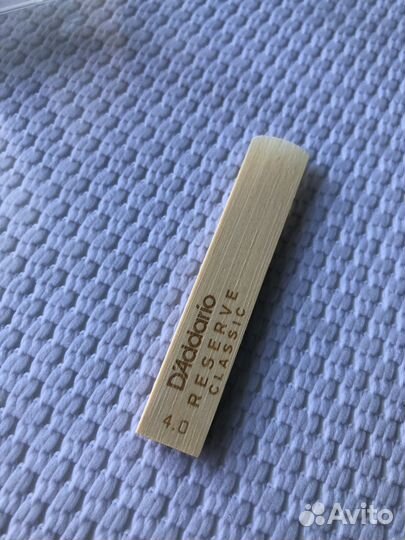 D'Addario
RESERVE
CLASSIC
4.0
Avito